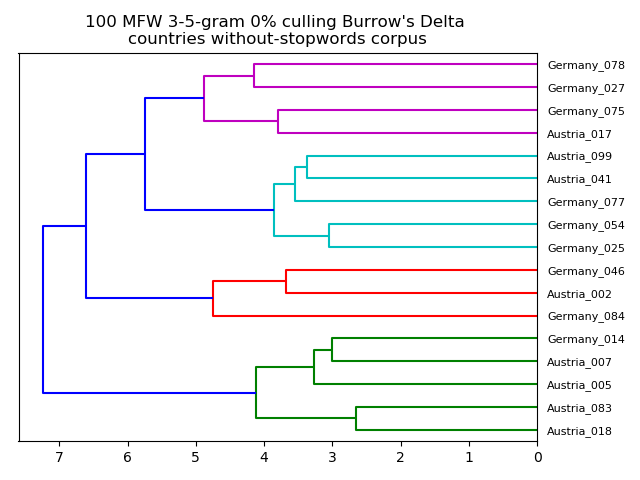 100 MFW 3-5-gram 0% culling Burrow's Delta
countries without-stopwords corpus
Germany_078
Germany_027
Germany_075
Austria_017
Austria_099
Austria_041
Germany_077
Germany_054
Germany_025
Germany_046
Austria_002
Germany_084
Germany_014
Austria_007
Austria_005
Austria_083
Austria_018
7 6 5 4 3 2 1 0